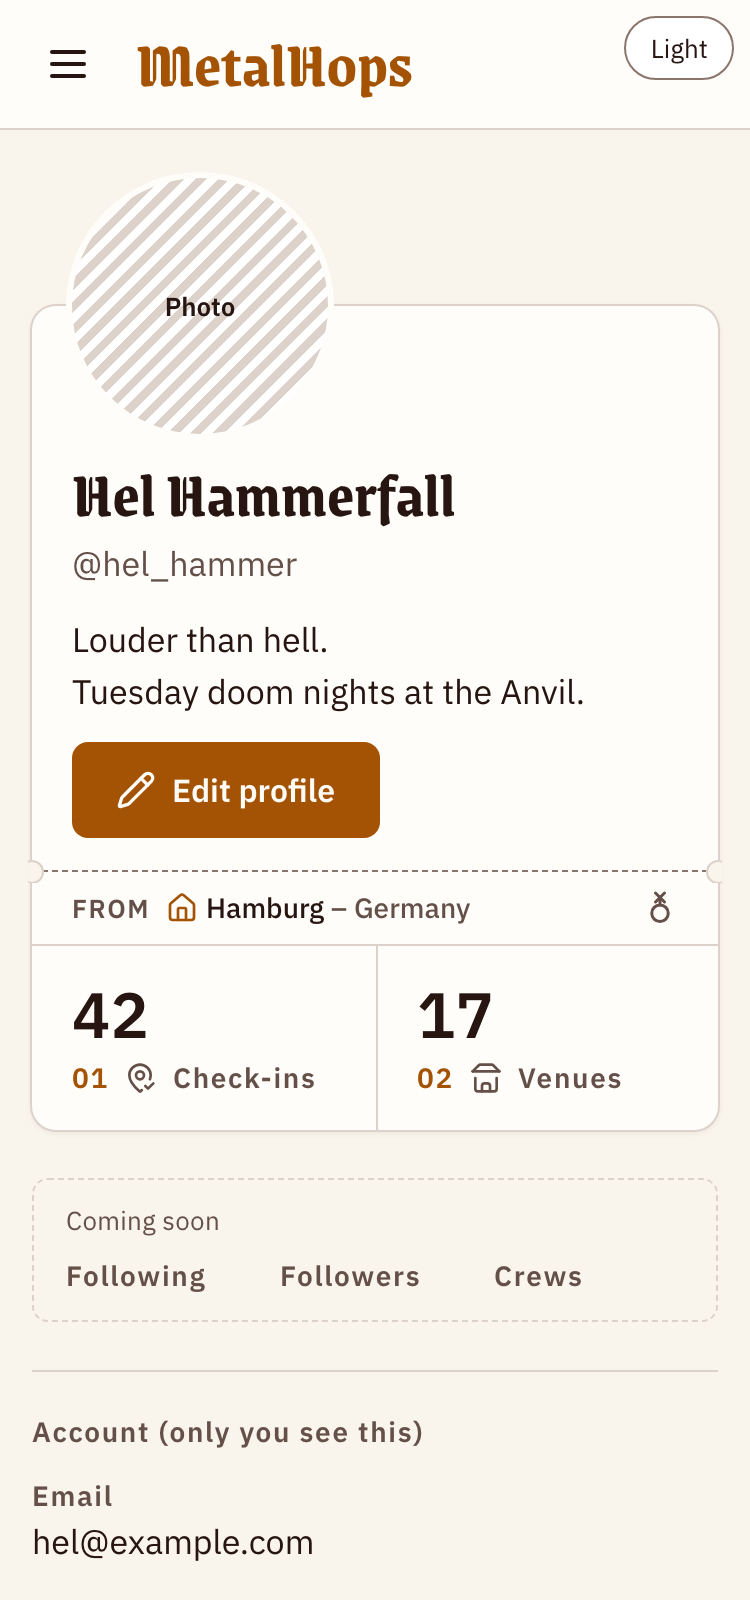 MetalHops
Light
Photo
Hel Hammerfall
@hel_hammer
Louder than hell.
Tuesday doom nights at the Anvil.
Edit profile
FROM Hamburg – Germany
42
01 Check-ins
17
02 Venues
Coming soon
Following Followers Crews
Account (only you see this)
Email
hel@example.com